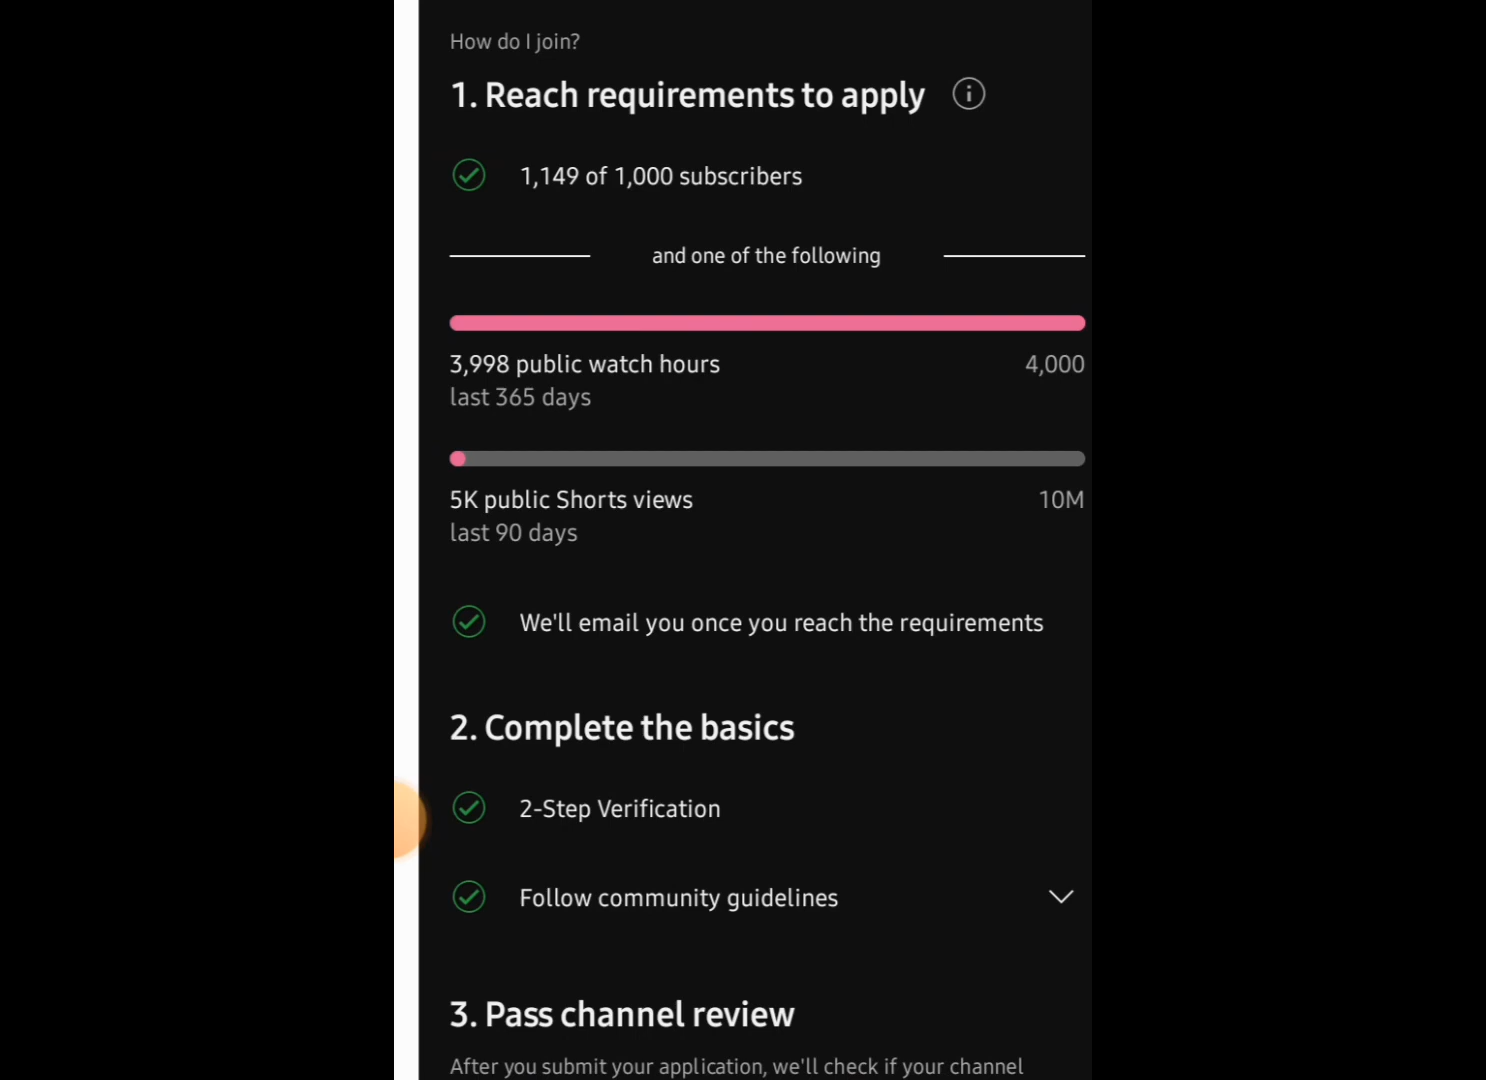 How do I join?
1. Reach requirements to apply
1,149 of 1,000 subscribers
and one of the following
3,998 public watch hours 4,000
last 365 days
5K public Shorts views 10M
last 90 days
We'll email you once you reach the requirements
2. Complete the basics
2-Step Verification
Follow community guidelines
3. Pass channel review
After you submit your application, we'll check if your channel